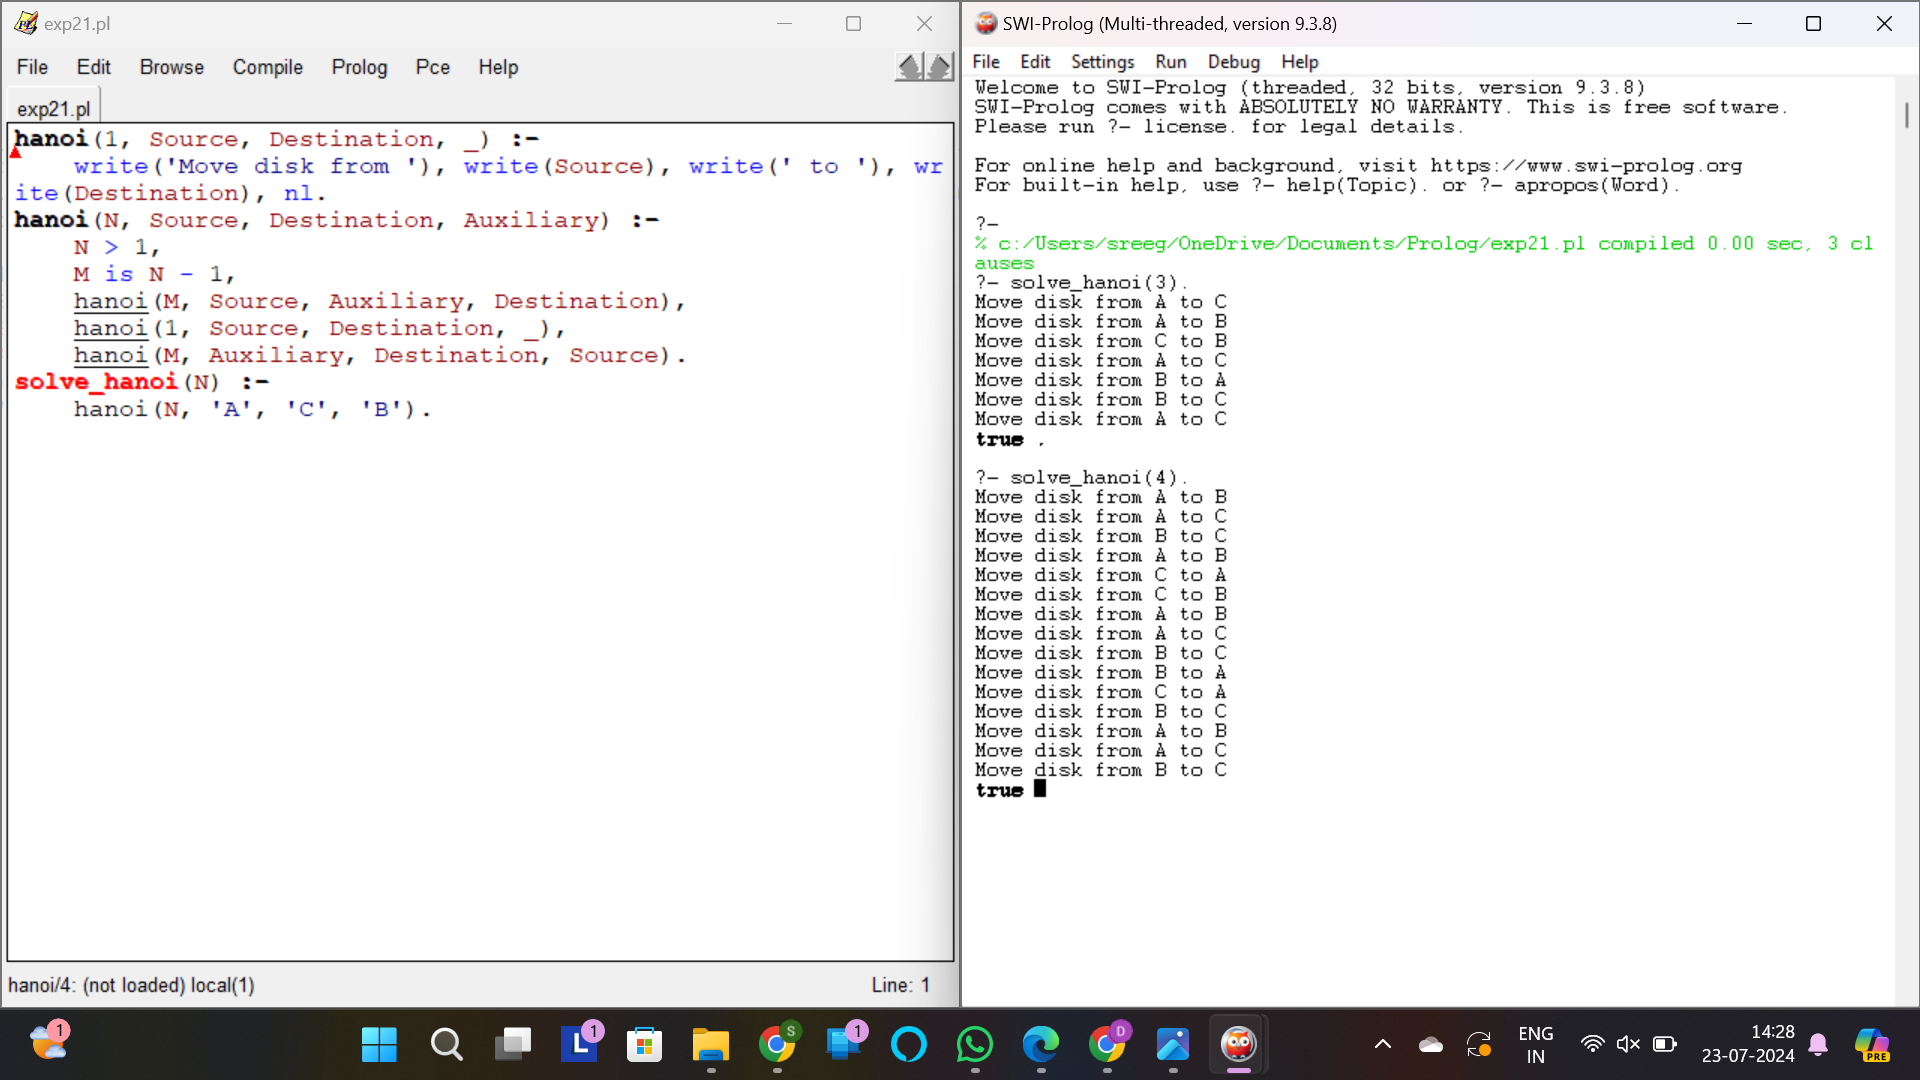 exp21.pl
File Edit Browse Compile Prolog Pce Help
exp21.pl
hanoi(1, Source, Destination, _) :-
write('Move disk from '), write(Source), write(' to '), wr
ite(Destination), nl.
hanoi(N, Source, Destination, Auxiliary) :-
N > 1,
M is N - 1,
hanoi(M, Source, Auxiliary, Destination),
hanoi(1, Source, Destination, _),
hanoi(M, Auxiliary, Destination, Source).
solve_hanoi(N) :-
hanoi(N, 'A', 'C', 'B').
hanoi/4: (not loaded) local(1)
Line: 1
SWI-Prolog (Multi-threaded, version 9.3.8)
File Edit Settings Run Debug Help
Welcome to SWI-Prolog (threaded, 32 bits, version 9.3.8)
SWI-Prolog comes with ABSOLUTELY NO WARRANTY. This is free software.
Please run ?- license. for legal details.
For online help and background, visit https://www.swi-prolog.org
For built-in help, use ?- help(Topic). or ?- apropos(Word).
?-
% c:/Users/sreeg/OneDrive/Documents/Prolog/exp21.pl compiled 0.00 sec, 3 cl
auses
?- solve_hanoi(3).
Move disk from A to C
Move disk from A to B
Move disk from C to B
Move disk from A to C
Move disk from B to A
Move disk from B to C
Move disk from A to C
true .
?- solve_hanoi(4).
Move disk from A to B
Move disk from A to C
Move disk from B to C
Move disk from A to B
Move disk from C to A
Move disk from C to B
Move disk from A to B
Move disk from A to C
Move disk from B to C
Move disk from B to A
Move disk from C to A
Move disk from B to C
Move disk from A to B
Move disk from A to C
Move disk from B to C
true
1
L
1
S
1
D
ENG
IN
14:28
23-07-2024
PRE